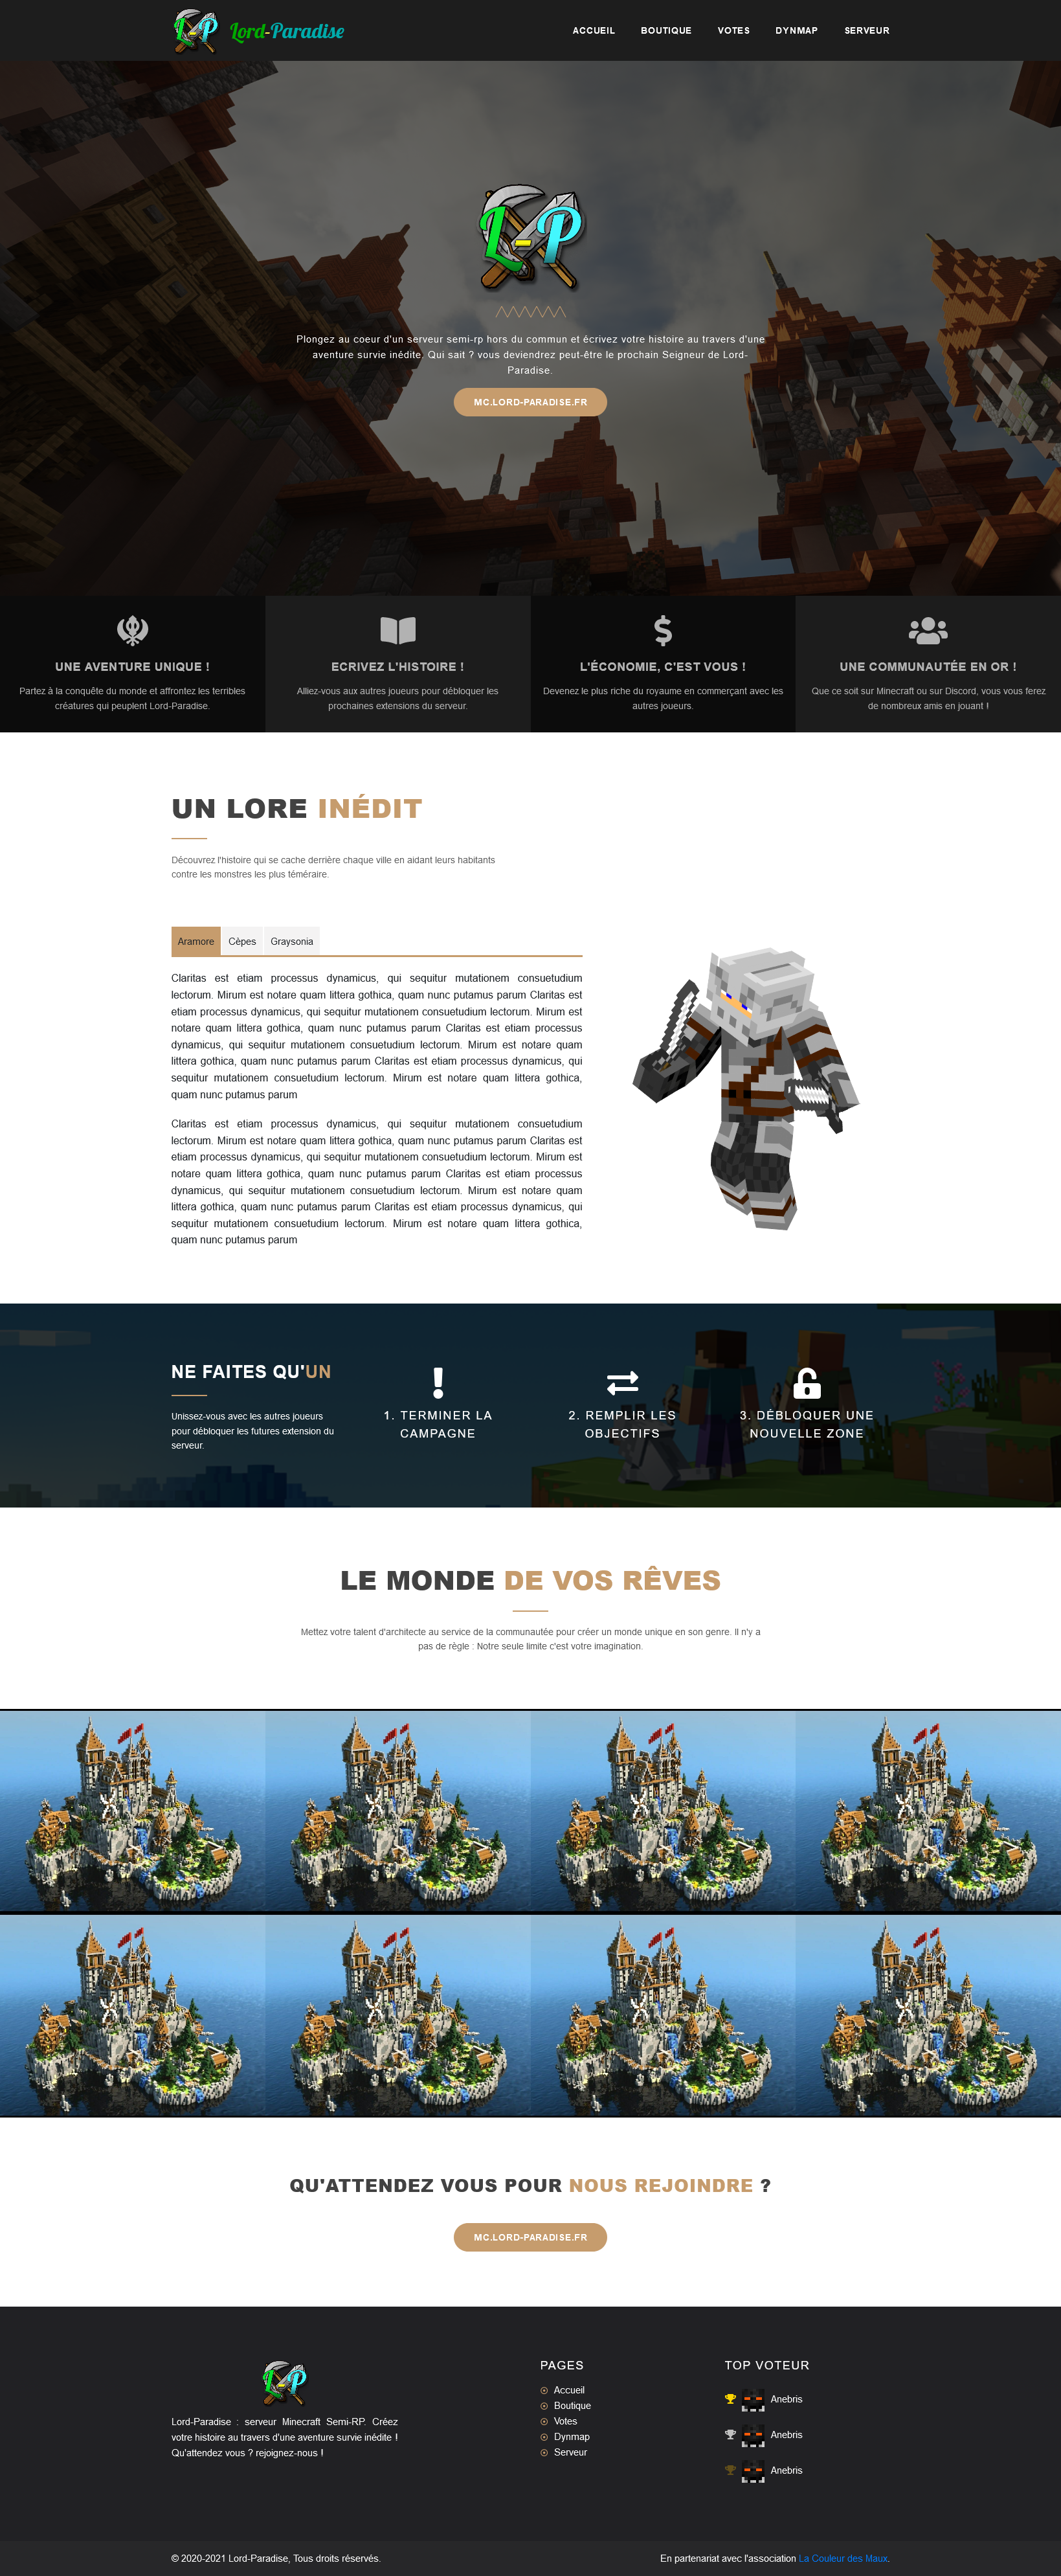 L-P Lord-Paradise ACCUEIL BOUTIQUE VOTES DYNMAP SERVEUR
L-P
Plongez au coeur d'un serveur semi-rp hors du commun et écrivez votre histoire au travers d'une
aventure survie inédite. Qui sait ? vous deviendrez peut-être le prochain Seigneur de Lord-
Paradise.
MC.LORD-PARADISE.FR
UNE AVENTURE UNIQUE !
Partez à la conquête du monde et affrontez les terribles
créatures qui peuplent Lord-Paradise.
ECRIVEZ L'HISTOIRE !
Alliez-vous aux autres joueurs pour débloquer les
prochaines extensions du serveur.
L'ÉCONOMIE, C'EST VOUS !
Devenez le plus riche du royaume en commerçant avec les
autres joueurs.
UNE COMMUNAUTÉE EN OR !
Que ce soit sur Minecraft ou sur Discord, vous vous ferez
de nombreux amis en jouant !
UN LORE INÉDIT
Découvrez l'histoire qui se cache derrière chaque ville en aidant leurs habitants
contre les monstres les plus téméraire.
Aramore Cèpes Graysonia
Claritas est etiam processus dynamicus, qui sequitur mutationem consuetudium
lectorum. Mirum est notare quam littera gothica, quam nunc putamus parum Claritas est
etiam processus dynamicus, qui sequitur mutationem consuetudium lectorum. Mirum est
notare quam littera gothica, quam nunc putamus parum Claritas est etiam processus
dynamicus, qui sequitur mutationem consuetudium lectorum. Mirum est notare quam
littera gothica, quam nunc putamus parum Claritas est etiam processus dynamicus, qui
sequitur mutationem consuetudium lectorum. Mirum est notare quam littera gothica,
quam nunc putamus parum
Claritas est etiam processus dynamicus, qui sequitur mutationem consuetudium
lectorum. Mirum est notare quam littera gothica, quam nunc putamus parum Claritas est
etiam processus dynamicus, qui sequitur mutationem consuetudium lectorum. Mirum est
notare quam littera gothica, quam nunc putamus parum Claritas est etiam processus
dynamicus, qui sequitur mutationem consuetudium lectorum. Mirum est notare quam
littera gothica, quam nunc putamus parum Claritas est etiam processus dynamicus, qui
sequitur mutationem consuetudium lectorum. Mirum est notare quam littera gothica,
quam nunc putamus parum
NE FAITES QU'UN
Unissez-vous avec les autres joueurs
pour débloquer les futures extension du
serveur.
1. TERMINER LA
CAMPAGNE
2. REMPLIR LES
OBJECTIFS
3. DÉBLOQUER UNE
NOUVELLE ZONE
LE MONDE DE VOS RÊVES
Mettez votre talent d'architecte au service de la communautée pour créer un monde unique en son genre. Il n'y a
pas de règle : Notre seule limite c'est votre imagination.
QU'ATTENDEZ VOUS POUR NOUS REJOINDRE ?
MC.LORD-PARADISE.FR
L-P
Lord-Paradise : serveur Minecraft Semi-RP. Créez
votre histoire au travers d'une aventure survie inédite !
Qu'attendez vous ? rejoignez-nous !
PAGES
Accueil
Boutique
Votes
Dynmap
Serveur
TOP VOTEUR
Anebris
Anebris
Anebris
© 2020-2021 Lord-Paradise, Tous droits réservés.
En partenariat avec l'association La Couleur des Maux.